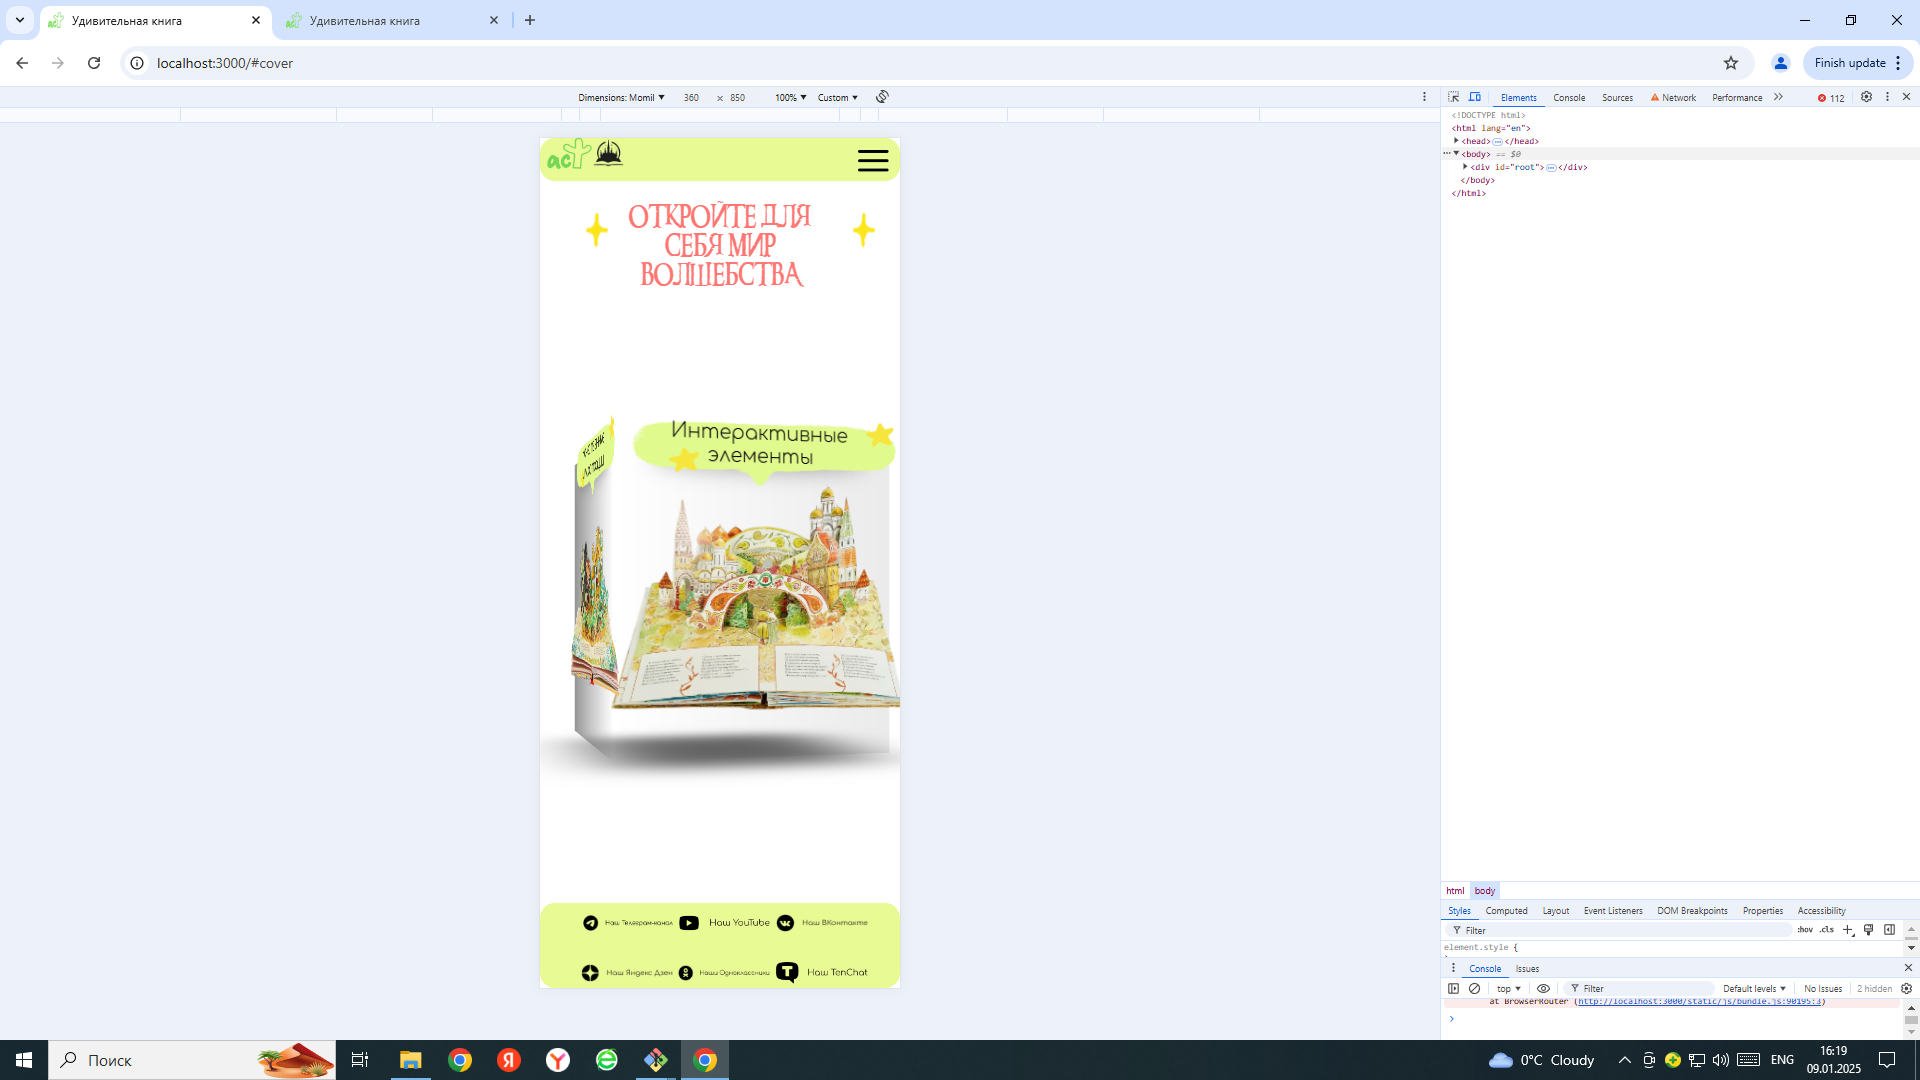 Удивительная книга
Удивительная книга
localhost:3000/#cover
Finish update
Dimensions: Momil
360 × 850
100%
Custom
Elements Console Sources Network Performance
112
<!DOCTYPE html>
<html lang="en">
<head> </head>
<body> == $0
<div id="root"> </div>
</body>
</html>
act
ОТКРОЙТЕ ДЛЯ
СЕБЯ МИР
ВОЛШЕБСТВА
Интерактивные
элементы
Наш Телеграм-канал
Наш YouTube
Наш ВКонтакте
Наш Яндекс Дзен
Наши Одноклассники
Наш TenChat
html body
Styles Computed Layout Event Listeners DOM Breakpoints Properties Accessibility
Filter
:hov .cls
element.style {
Console Issues
top
Filter
Default levels
No Issues
2 hidden
at BrowserRouter (http://localhost:3000/static/js/bundle.js:90195:3)
Поиск
0°C Cloudy
ENG
16:19
09.01.2025